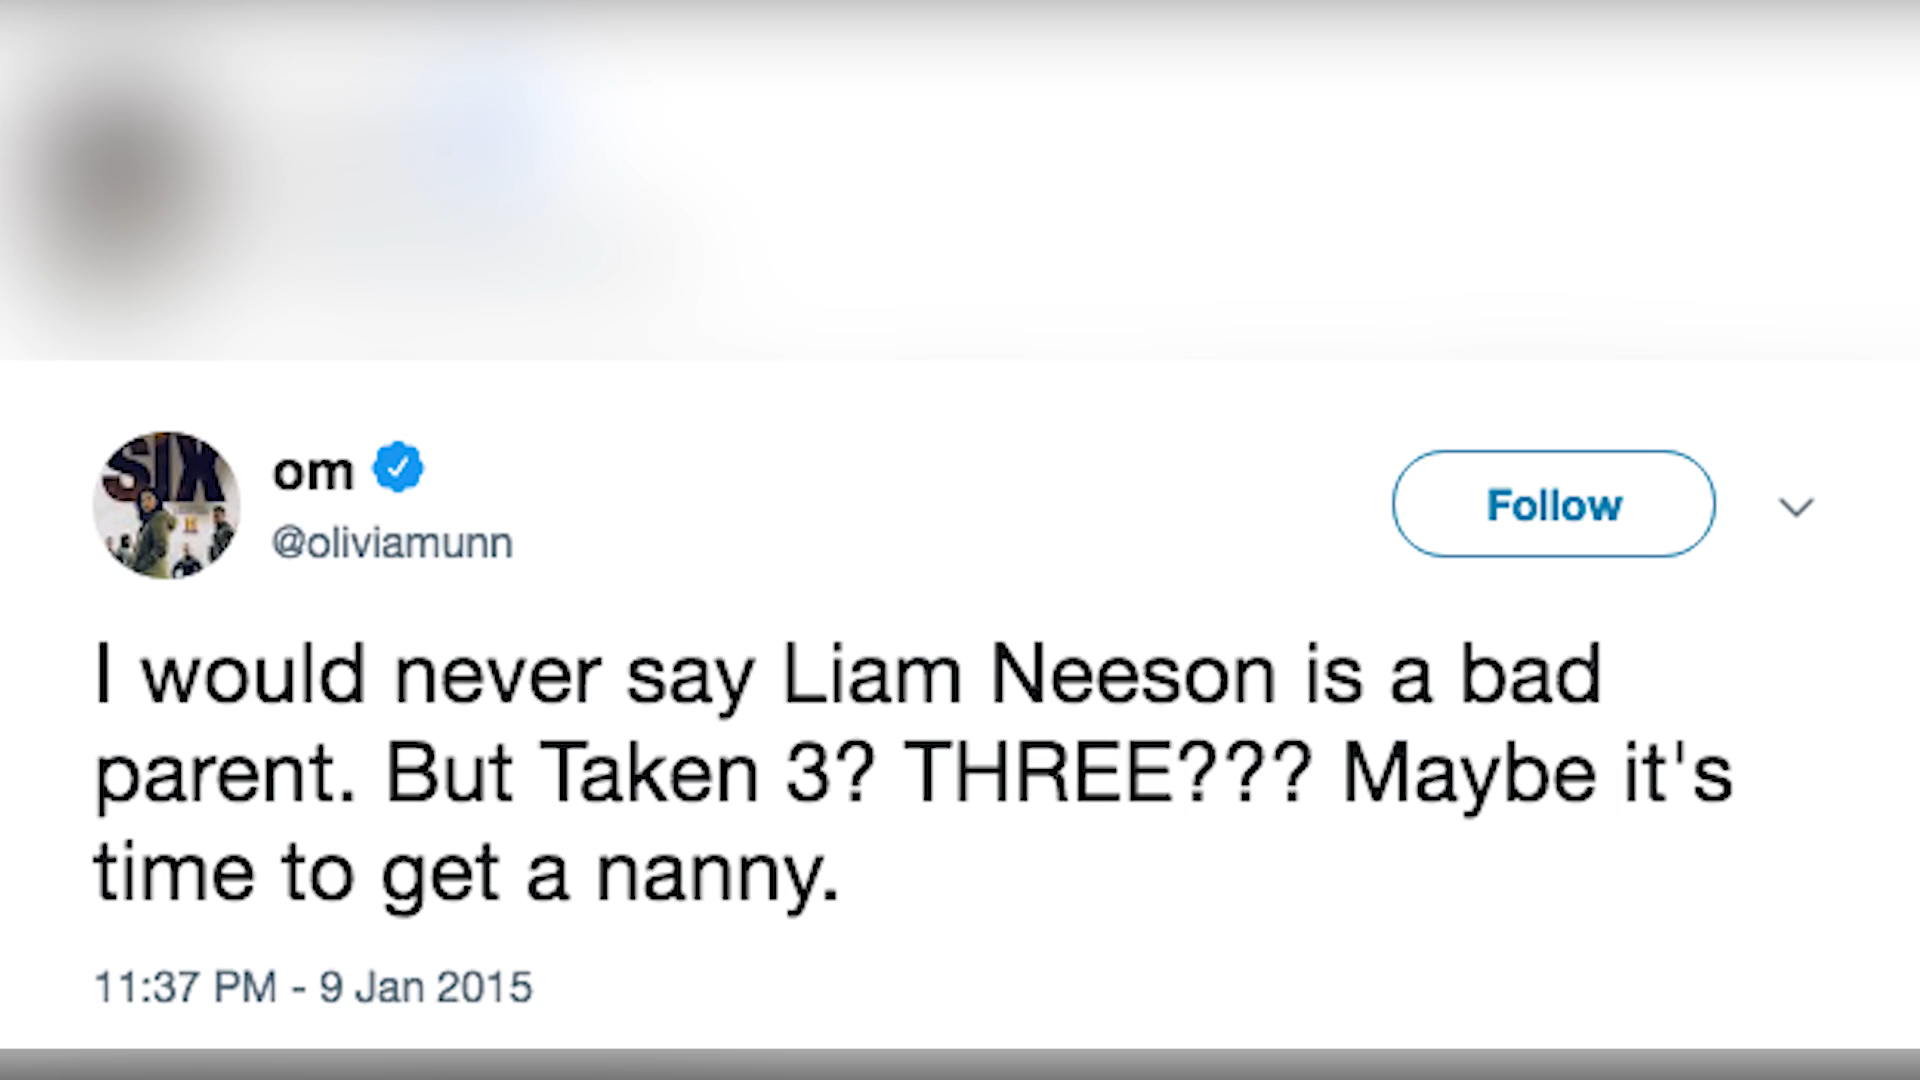 SIX
om
@oliviamunn
Follow
I would never say Liam Neeson is a bad
parent. But Taken 3? THREE??? Maybe it's
time to get a nanny.
11:37 PM - 9 Jan 2015